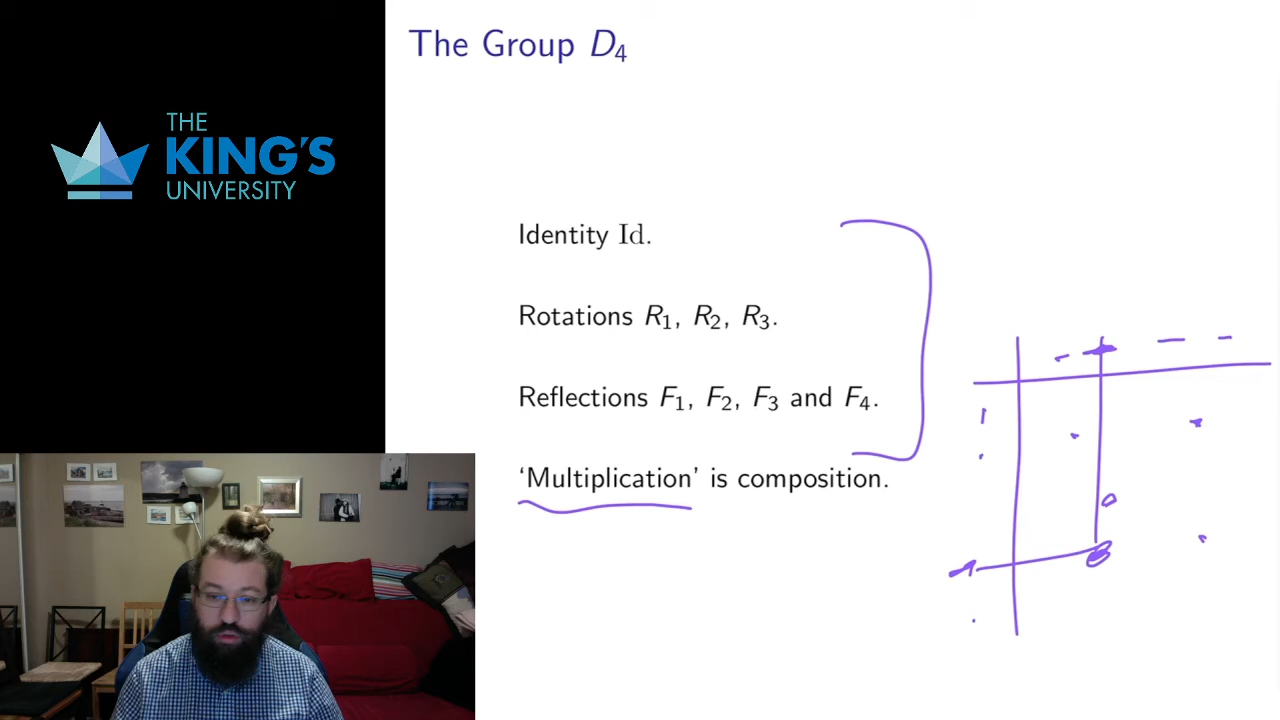 The Group D₄
THE
KING'S
UNIVERSITY
Identity Id.
Rotations R₁, R₂, R₃.
Reflections F₁, F₂, F₃ and F₄.
‘Multiplication’ is composition.